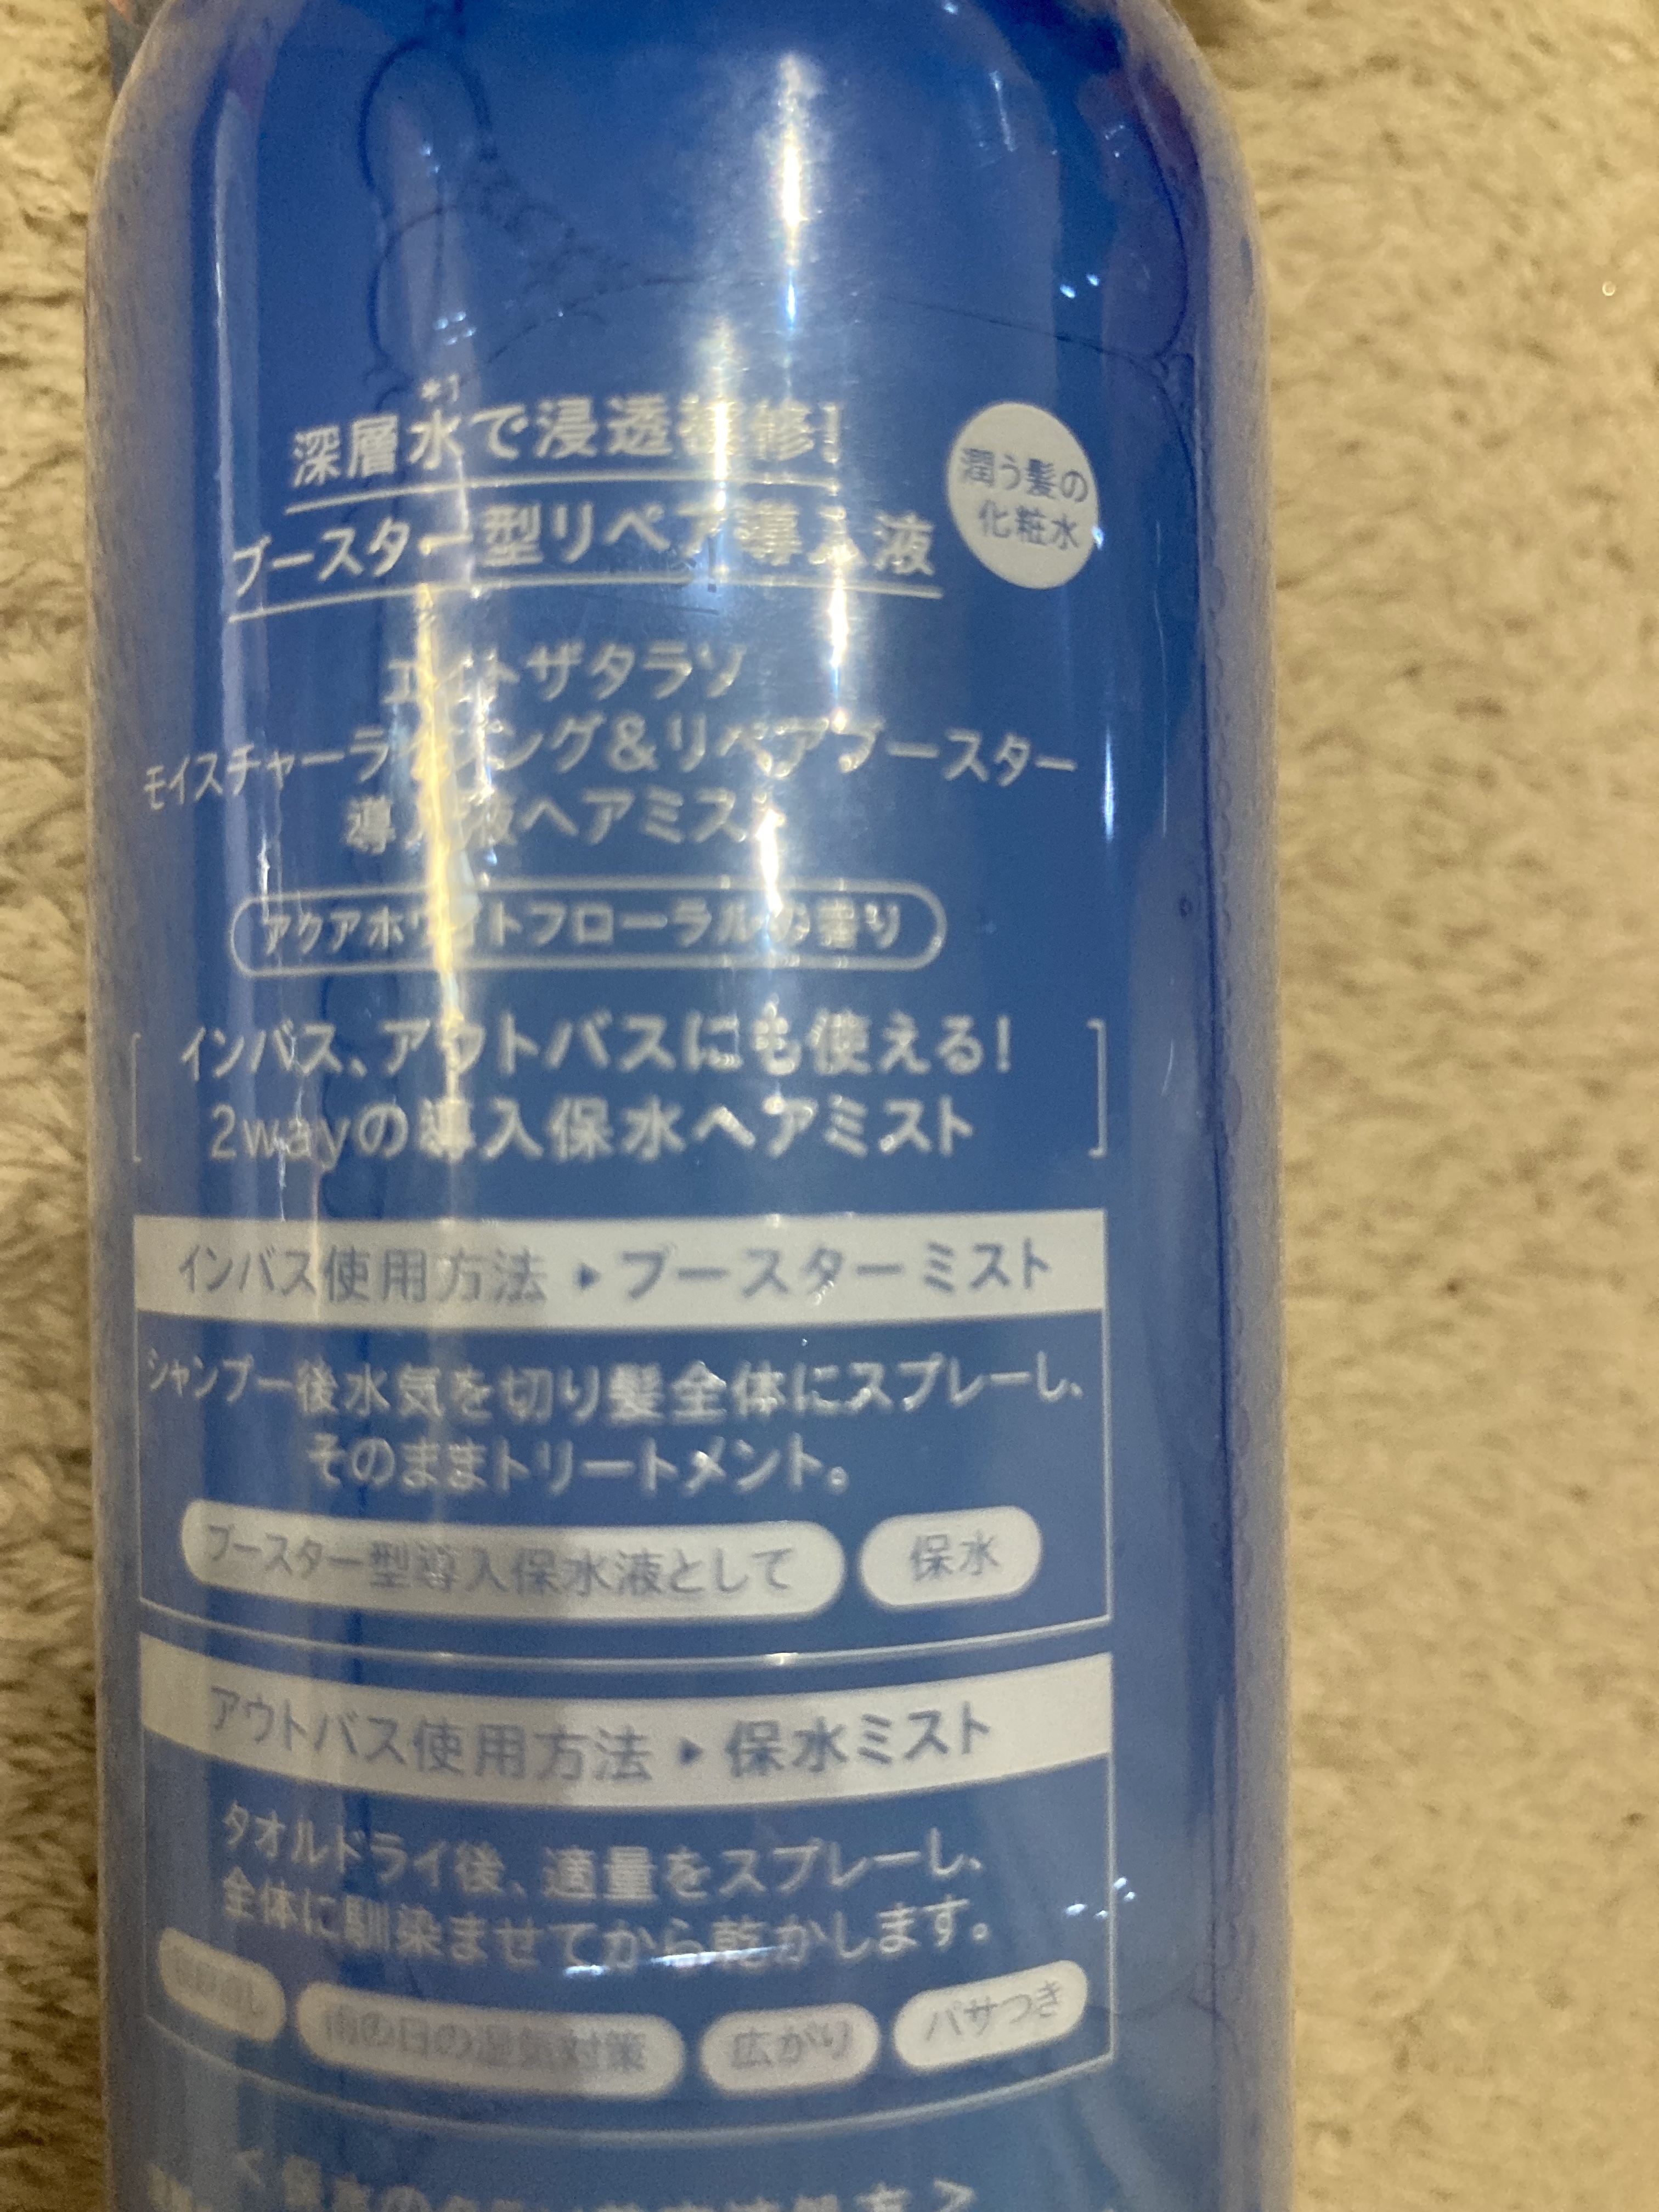 *1
深層水で浸透補修!
ブースター型リペア導入液
潤う髪の
化粧水
エイトザタラソ
モイスチャーライジング&リペアブースター
導入液ヘアミスト
アクアホワイトフローラルの香り
インバス、アウトバスにも使える!
2wayの導入保水ヘアミスト
インバス使用方法▶ブースターミスト
シャンプー後水気を切り髪全体にスプレーし、
そのままトリートメント。
ブースター型導入保水液として
保水
アウトバス使用方法▶保水ミスト
タオルドライ後、適量をスプレーし、
全体に馴染ませてから乾かします。
雨の日の湿気対策
広がり
パサつき